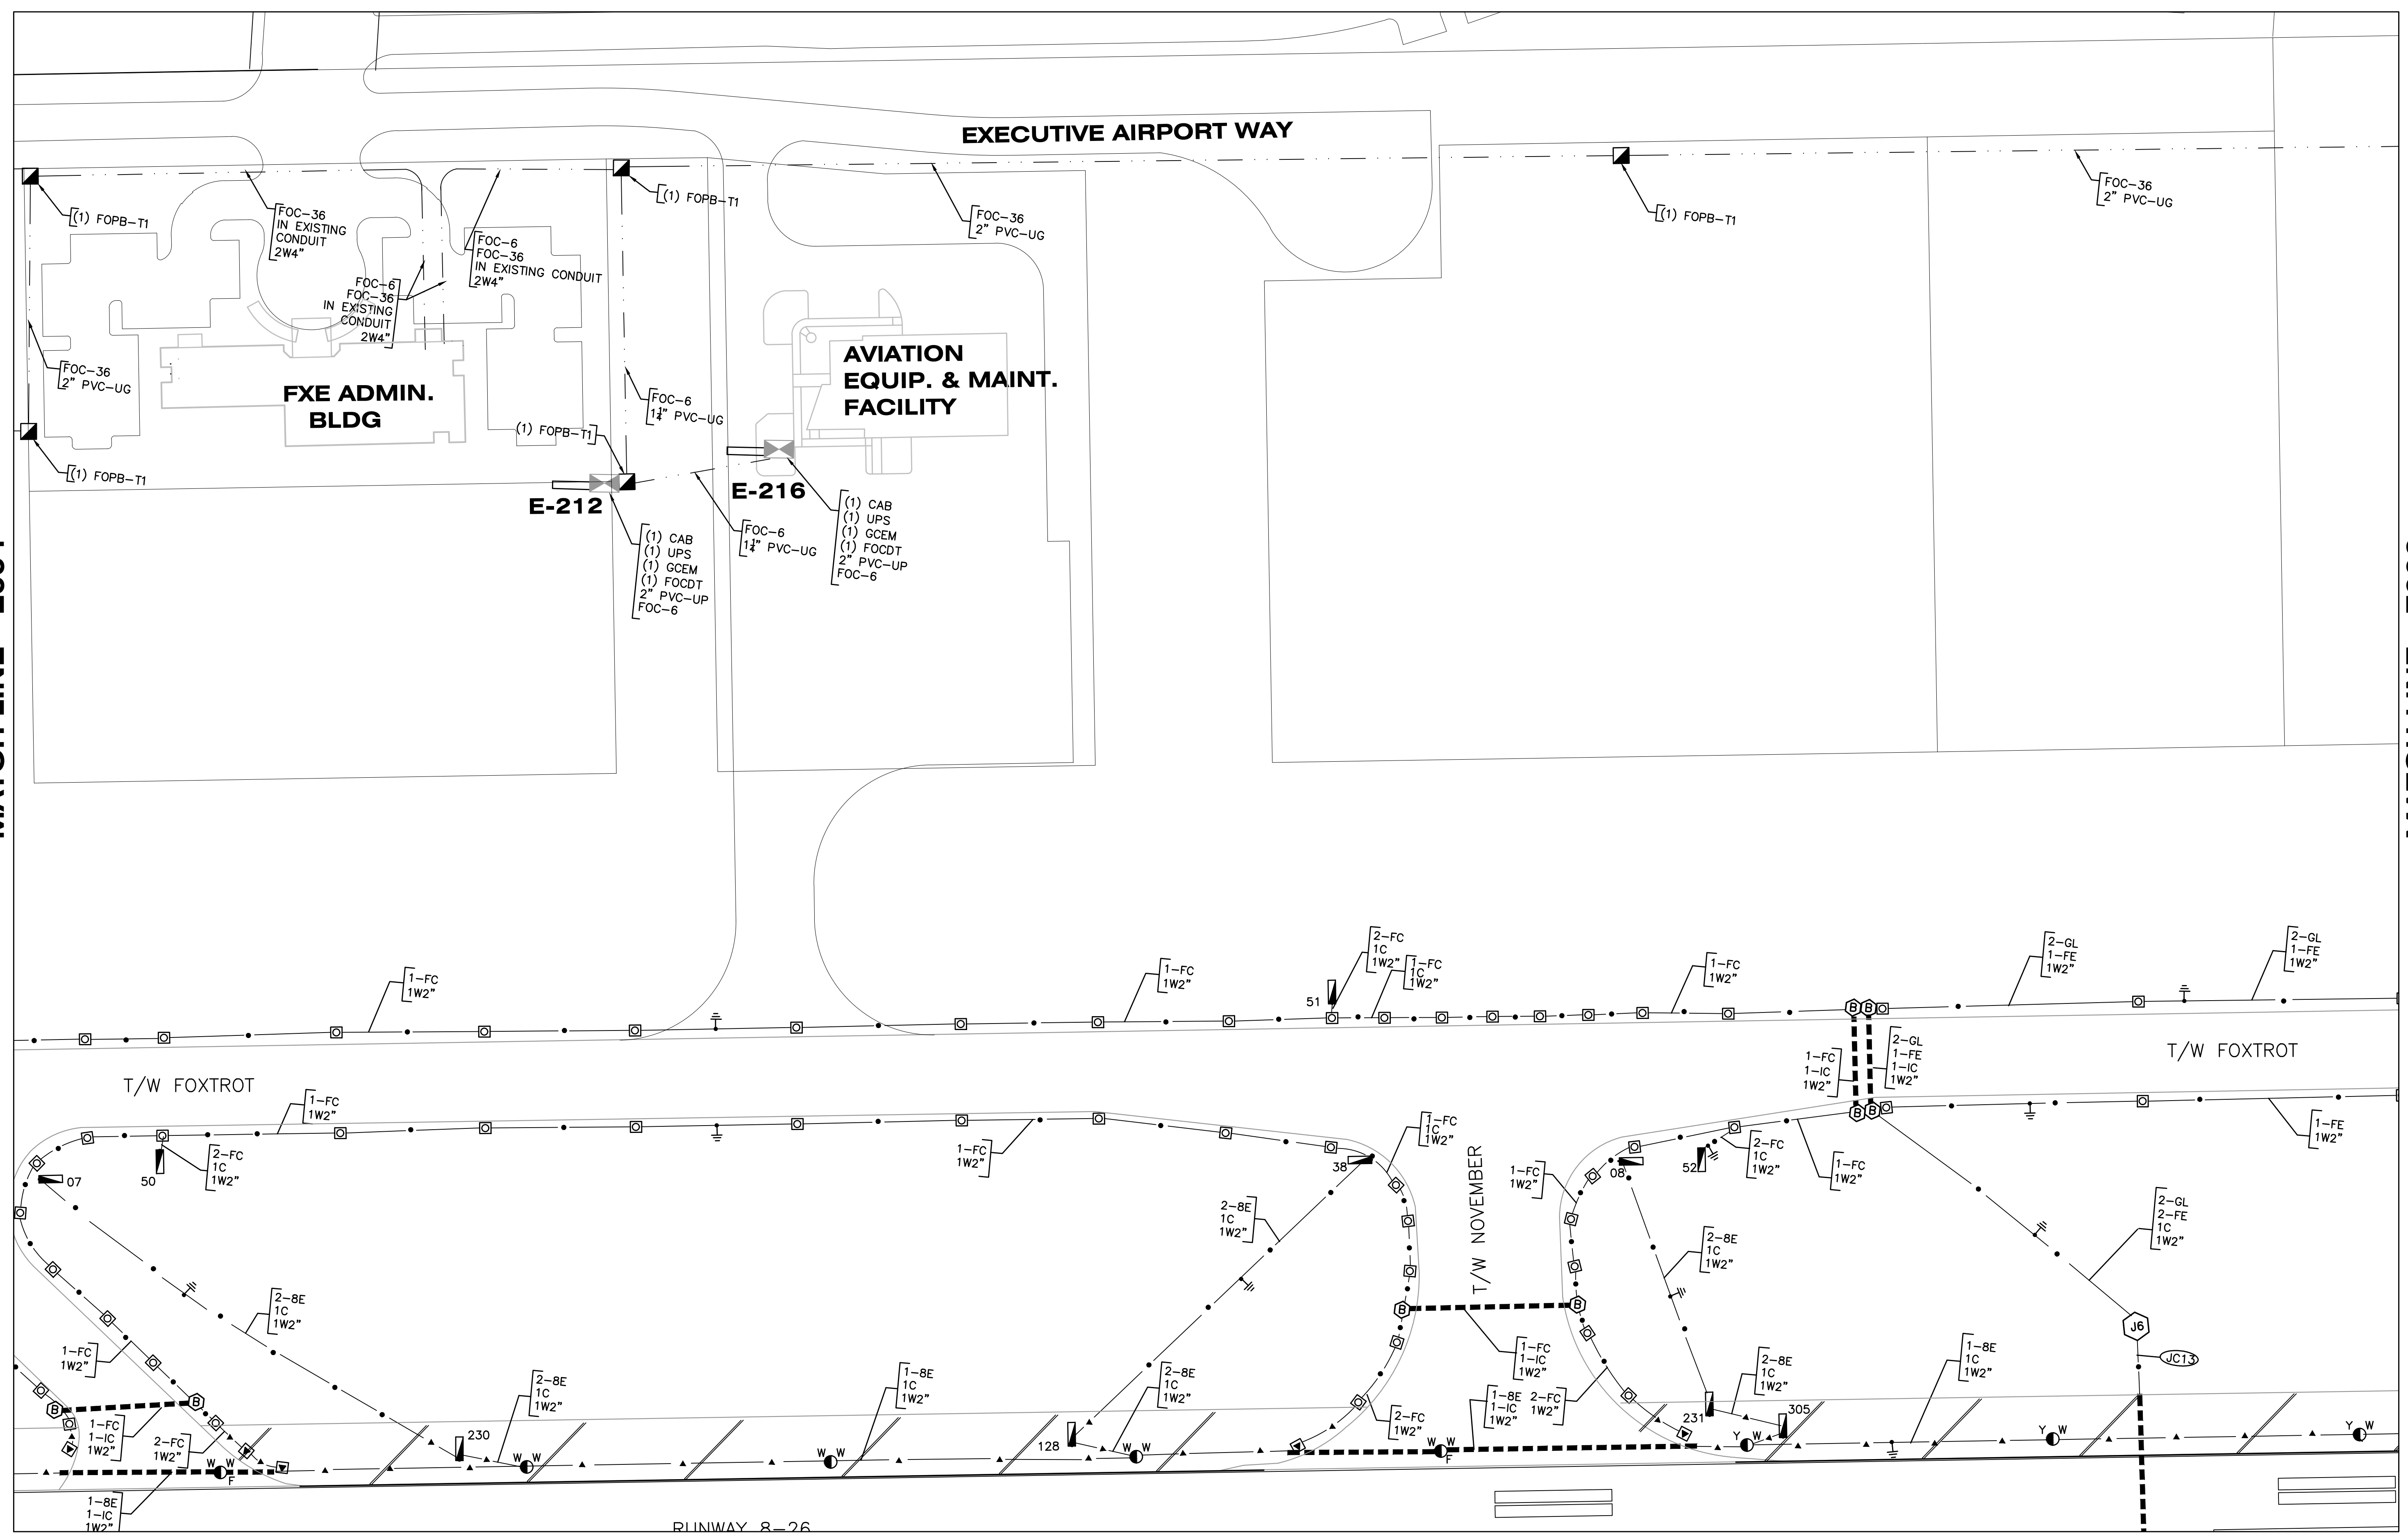 EXECUTIVE AIRPORT WAY
(1) FOPB-T1
FOC-36
IN EXISTING
CONDUIT
2W4"
FOC-6
FOC-36
IN EXISTING CONDUIT
2W4"
FOC-6
FOC-36
IN EXISTING
CONDUIT
2W4"
(1) FOPB-T1
FOC-36
2" PVC-UG
(1) FOPB-T1
FOC-36
2" PVC-UG
FOC-36
2" PVC-UG
FXE ADMIN.
BLDG
(1) FOPB-T1
(1) FOPB-T1
FOC-6
1¼" PVC-UG
AVIATION
EQUIP. & MAINT.
FACILITY
E-212
E-216
(1) CAB
(1) UPS
(1) GCEM
(1) FOCDT
2" PVC-UP
FOC-6
FOC-6
1¼" PVC-UG
(1) CAB
(1) UPS
(1) GCEM
(1) FOCDT
2" PVC-UP
FOC-6
1-FC
1W2"
1-FC
1W2"
51
2-FC
1C
1W2"
1-FC
1C
1W2"
1-FC
1W2"
2-GL
1-FE
1W2"
2-GL
1-FE
1W2"
B
B
1-FC
1-IC
1W2"
2-GL
1-FE
1-IC
1W2"
T/W FOXTROT
T/W FOXTROT
B
B
1-FC
1W2"
07
50
2-FC
1C
1W2"
1-FC
1W2"
38
1-FC
1C
1W2"
T/W NOVEMBER
1-FC
1W2"
08
52
2-FC
1C
1W2"
1-FC
1W2"
1-FE
1W2"
2-8E
1C
1W2"
2-8E
1C
1W2"
2-GL
2-FE
1C
1W2"
2-8E
1C
1W2"
B
B
J6
JC13
1-FC
1W2"
B
B
1-FC
1-IC
1W2"
2-FC
1W2"
230
2-8E
1C
1W2"
1-8E
1C
1W2"
128
2-8E
1C
1W2"
2-FC
1W2"
1-FC
1-IC
1W2"
1-8E
1-IC
1W2"
2-FC
1W2"
231
2-8E
1C
1W2"
305
1-8E
1C
1W2"
W W
F
W W
W W
W W
W W
F
Y W
Y W
Y W
1-8E
1-IC
1W2"
RUNWAY 8-26